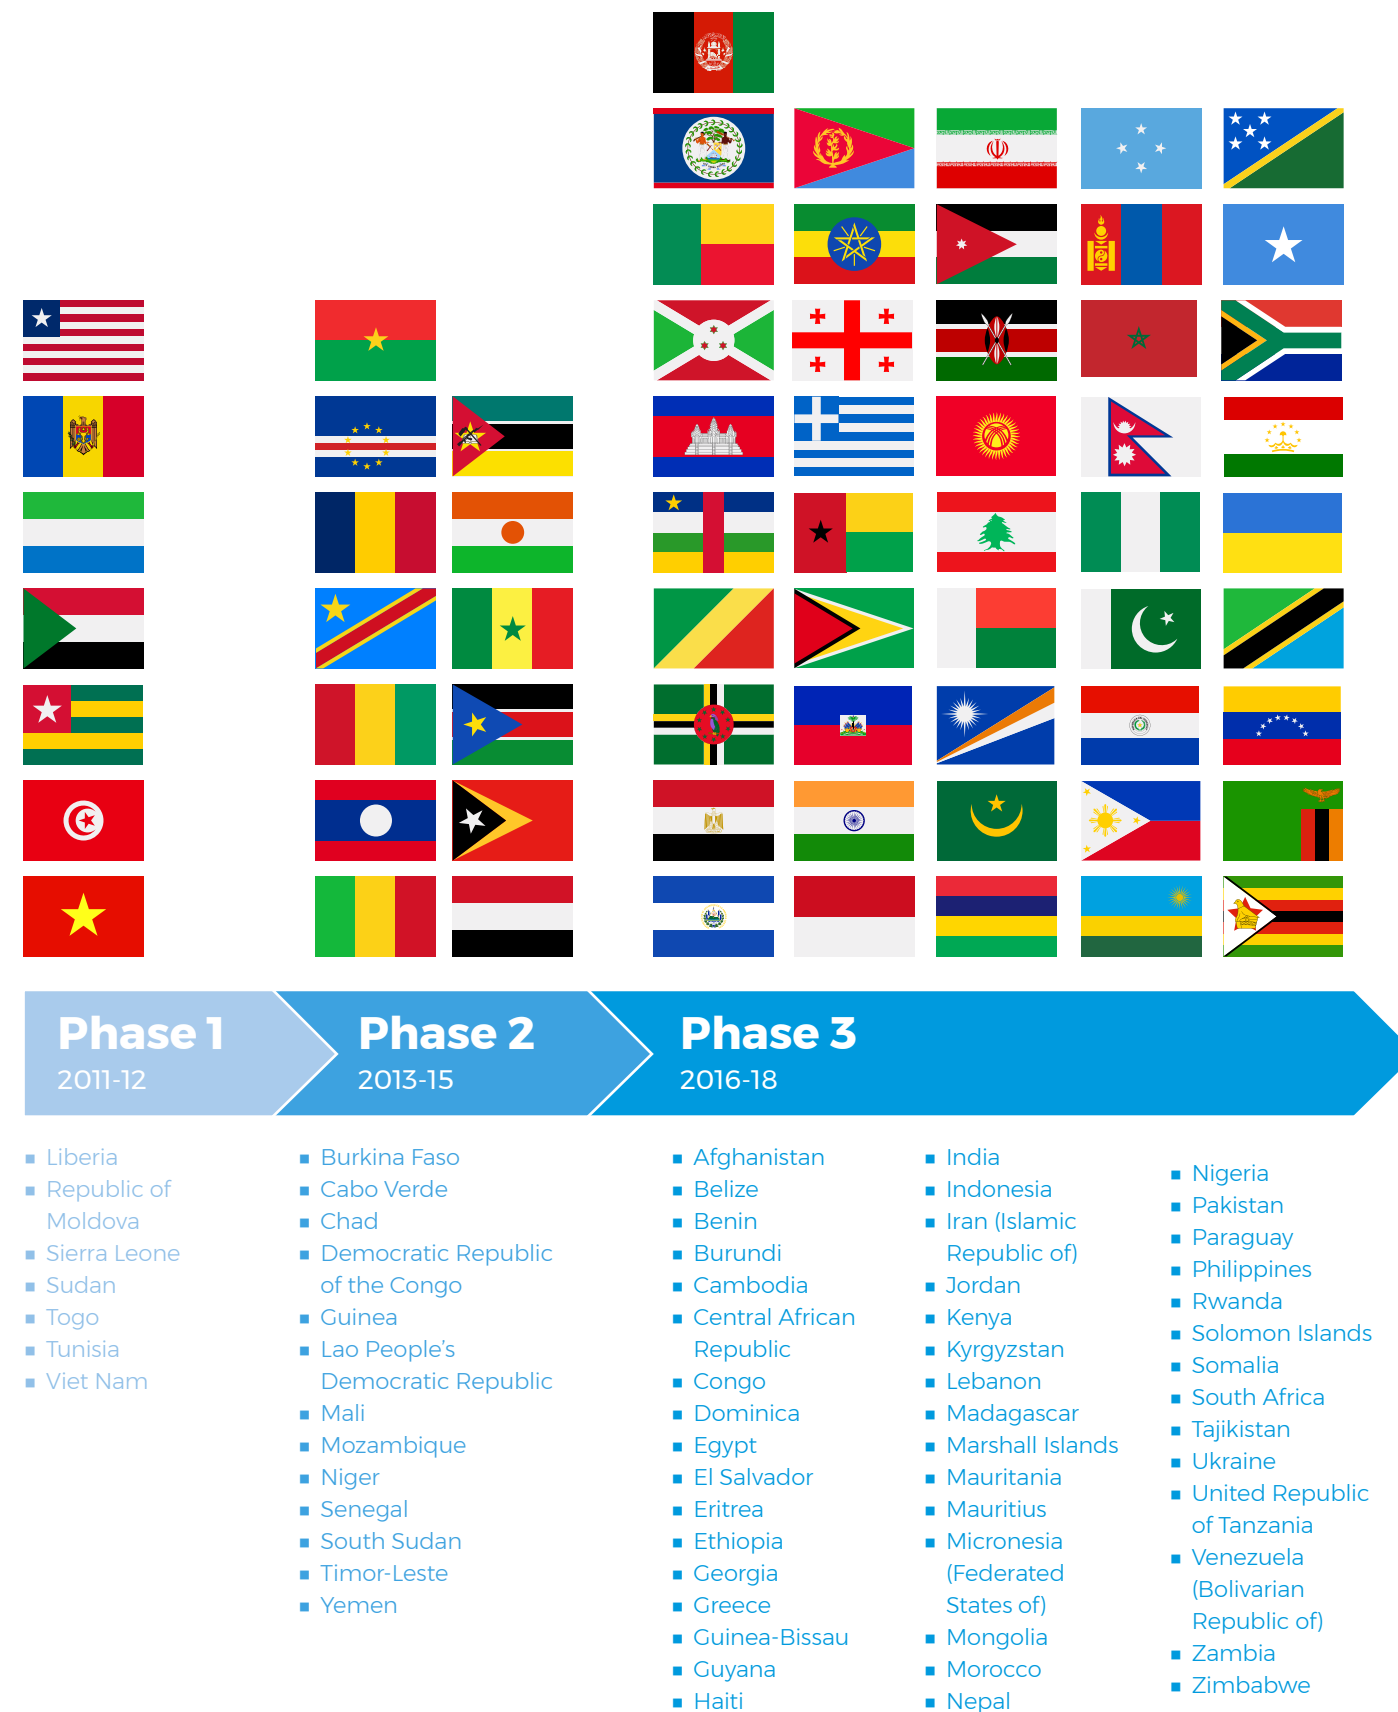 Phase 1
2011-12
Phase 2
2013-15
Phase 3
2016-18
Liberia
Republic of
Moldova
Sierra Leone
Sudan
Togo
Tunisia
Viet Nam
Burkina Faso
Cabo Verde
Chad
Democratic Republic
of the Congo
Guinea
Lao People’s
Democratic Republic
Mali
Mozambique
Niger
Senegal
South Sudan
Timor-Leste
Yemen
Afghanistan
Belize
Benin
Burundi
Cambodia
Central African
Republic
Congo
Dominica
Egypt
El Salvador
Eritrea
Ethiopia
Georgia
Greece
Guinea-Bissau
Guyana
Haiti
India
Indonesia
Iran (Islamic
Republic of)
Jordan
Kenya
Kyrgyzstan
Lebanon
Madagascar
Marshall Islands
Mauritania
Mauritius
Micronesia
(Federated
States of)
Mongolia
Morocco
Nepal
Nigeria
Pakistan
Paraguay
Philippines
Rwanda
Solomon Islands
Somalia
South Africa
Tajikistan
Ukraine
United Republic
of Tanzania
Venezuela
(Bolivarian
Republic of)
Zambia
Zimbabwe